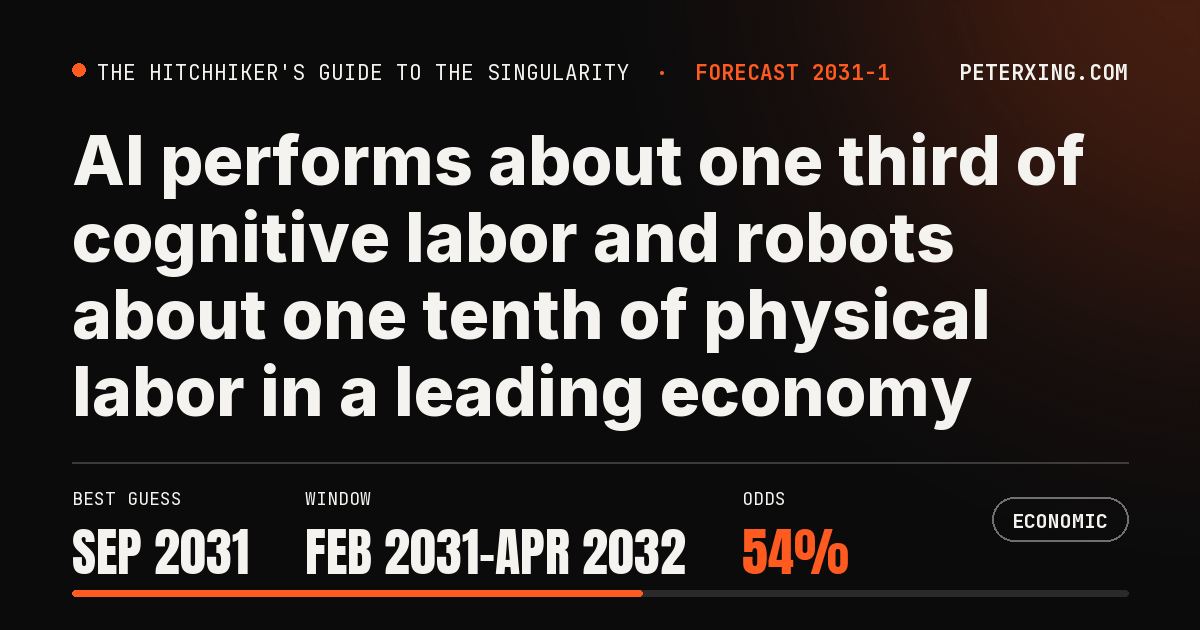 THE HITCHHIKER'S GUIDE TO THE SINGULARITY · FORECAST 2031-1 PETERXING.COM
AI performs about one third of
cognitive labor and robots
about one tenth of physical
labor in a leading economy
BEST GUESS WINDOW ODDS
SEP 2031 FEB 2031-APR 2032 54%
ECONOMIC